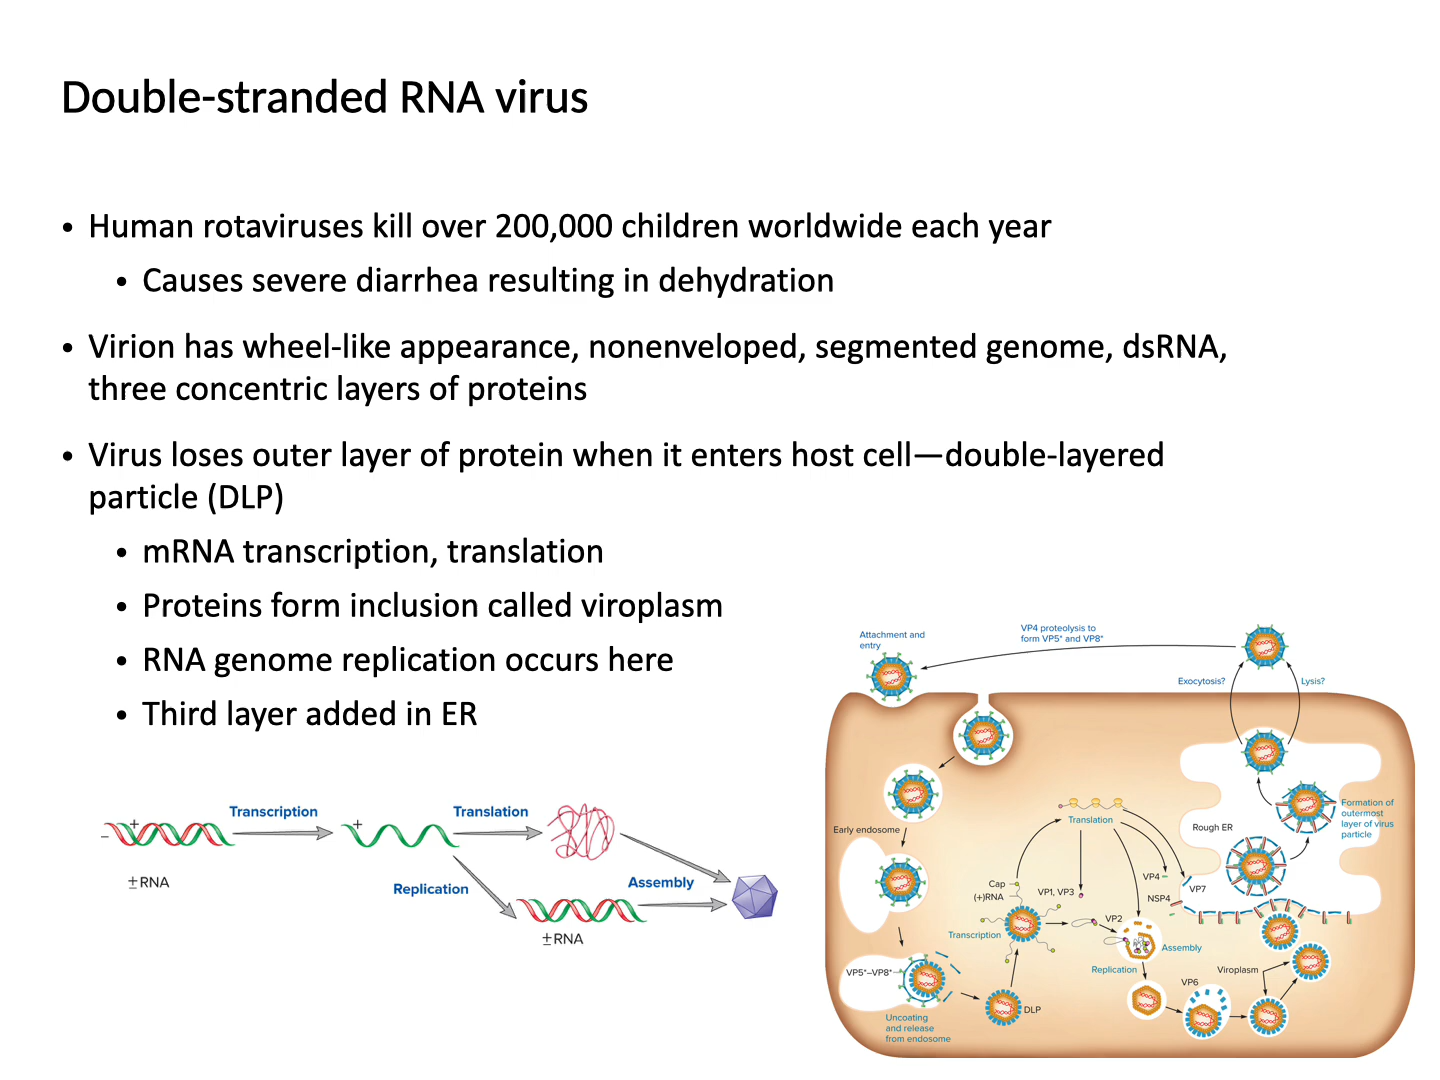 Double-stranded RNA virus
• Human rotaviruses kill over 200,000 children worldwide each year
• Causes severe diarrhea resulting in dehydration
• Virion has wheel-like appearance, nonenveloped, segmented genome, dsRNA,
three concentric layers of proteins
• Virus loses outer layer of protein when it enters host cell—double-layered
particle (DLP)
• mRNA transcription, translation
• Proteins form inclusion called viroplasm
• RNA genome replication occurs here
• Third layer added in ER
Transcription
Translation
+
−
+
±RNA
Replication
Assembly
±RNA
Attachment and
entry
VP4 proteolysis to
form VP5* and VP8*
Exocytosis?
Lysis?
Early endosome
Translation
Rough ER
Formation of
outermost
layer of virus
particle
Cap
(+)RNA
VP1, VP3
VP4
VP7
NSP4
VP2
Transcription
Assembly
Replication
Viroplasm
VP5*–VP8*
VP6
DLP
Uncoating
and release
from endosome